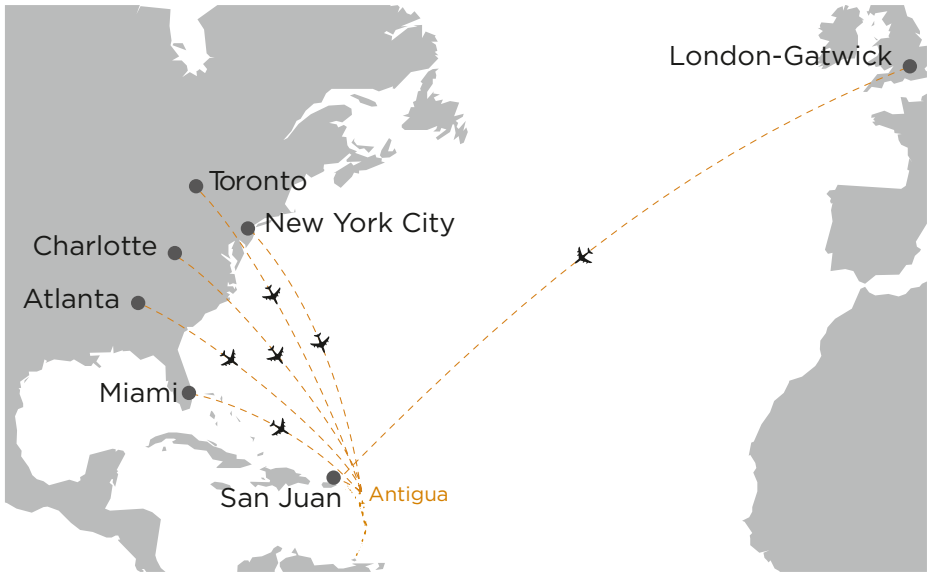 London-Gatwick
Toronto
New York City
Charlotte
Atlanta
Miami
San Juan
Antigua